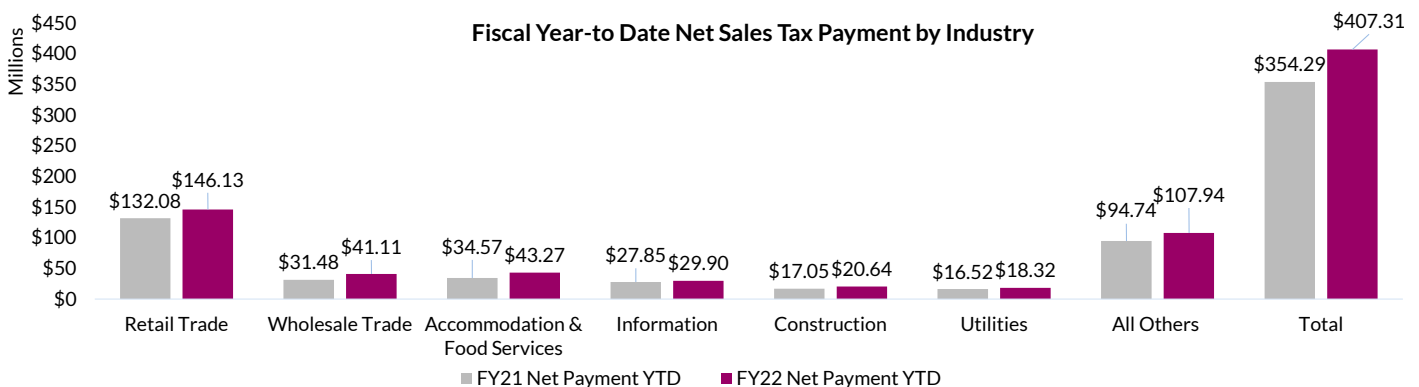 Fiscal Year-to Date Net Sales Tax Payment by Industry
Millions
$450
$400
$350
$300
$250
$200
$150
$100
$50
$0
$132.08
$146.13
$31.48
$41.11
$34.57
$43.27
$27.85
$29.90
$17.05
$20.64
$16.52
$18.32
$94.74
$107.94
$354.29
$407.31
Retail Trade
Wholesale Trade
Accommodation &
Food Services
Information
Construction
Utilities
All Others
Total
FY21 Net Payment YTD
FY22 Net Payment YTD